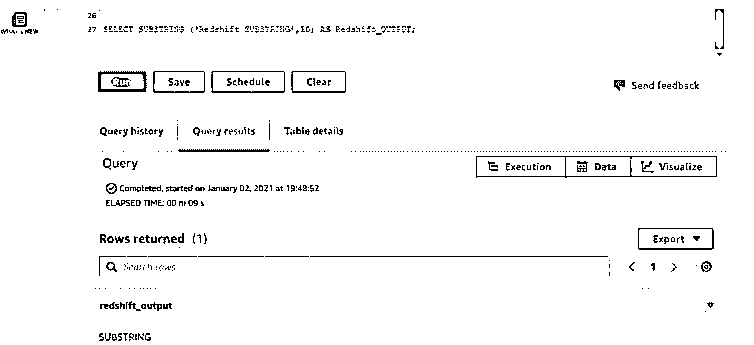 What's New
26
27 SELECT SUBSTRING ('Redshift SUBSTRING',10) AS Redshift_OUTPUT;
Run Save Schedule Clear
Send feedback
Query history Query results Table details
Query
Execution Data Visualize
Completed, started on January 02, 2021 at 19:48:52
ELAPSED TIME: 00 m 09 s
Rows returned (1)
Export
Search rows
1
redshift_output
SUBSTRING